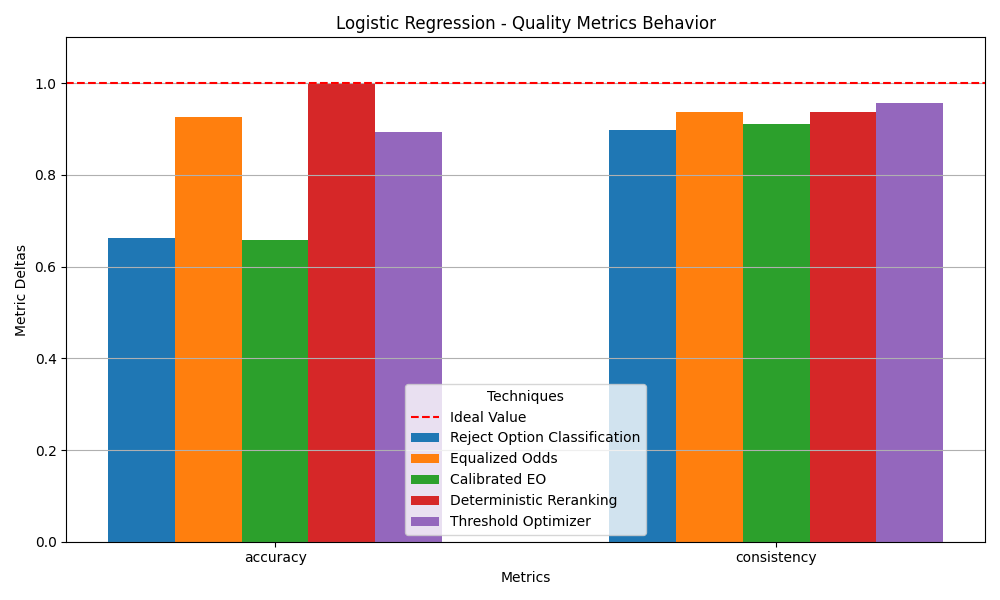 Logistic Regression - Quality Metrics Behavior
Metric Deltas
1.0
0.8
0.6
0.4
0.2
0.0
Techniques
Ideal Value
Reject Option Classification
Equalized Odds
Calibrated EO
Deterministic Reranking
Threshold Optimizer
accuracy
consistency
Metrics